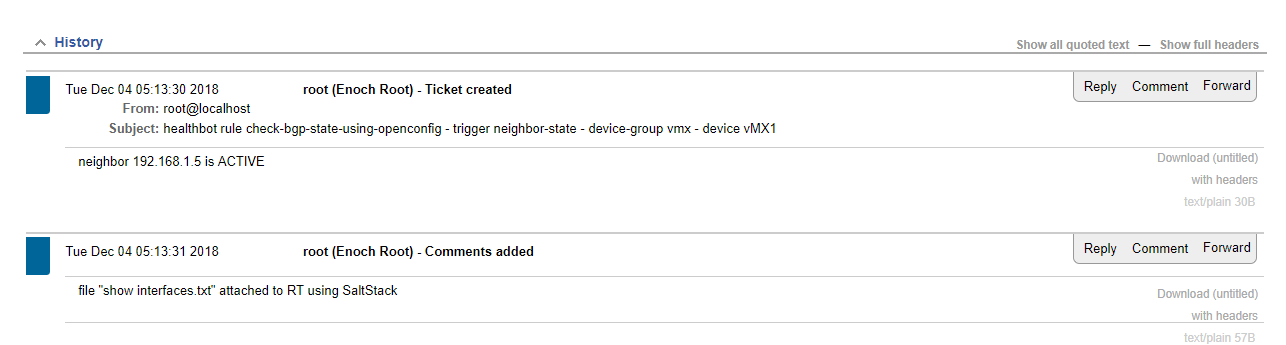 History
Show all quoted text — Show full headers
Tue Dec 04 05:13:30 2018 root (Enoch Root) - Ticket created Reply Comment Forward
From: root@localhost
Subject: healthbot rule check-bgp-state-using-openconfig - trigger neighbor-state - device-group vmx - device vMX1
neighbor 192.168.1.5 is ACTIVE
Download (untitled)
with headers
text/plain 30B
Tue Dec 04 05:13:31 2018 root (Enoch Root) - Comments added Reply Comment Forward
file "show interfaces.txt" attached to RT using SaltStack
Download (untitled)
with headers
text/plain 57B